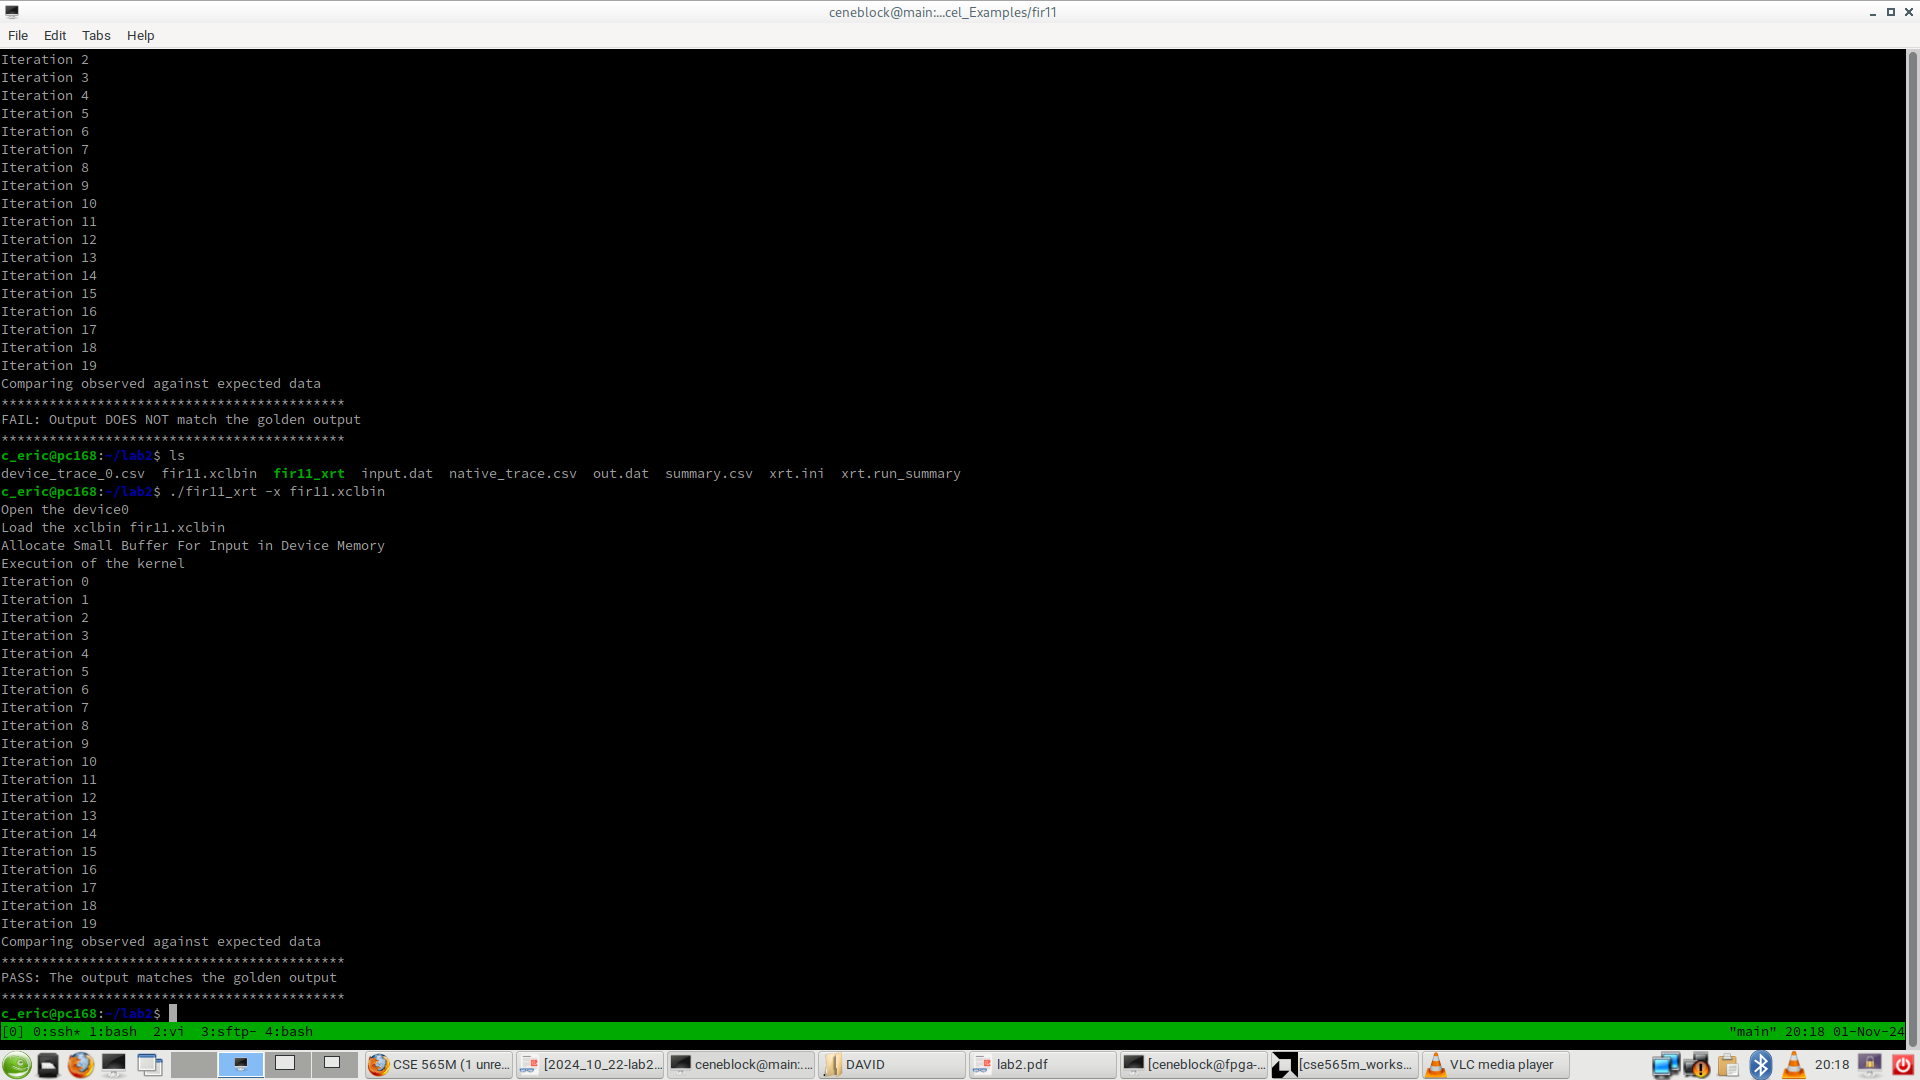 ceneblock@main:...cel_Examples/fir11
File Edit Tabs Help
Iteration 2
Iteration 3
Iteration 4
Iteration 5
Iteration 6
Iteration 7
Iteration 8
Iteration 9
Iteration 10
Iteration 11
Iteration 12
Iteration 13
Iteration 14
Iteration 15
Iteration 16
Iteration 17
Iteration 18
Iteration 19
Comparing observed against expected data
*******************************************
FAIL: Output DOES NOT match the golden output
*******************************************
c_eric@pc168:~/lab2$ ls
device_trace_0.csv  fir11.xclbin  fir11_xrt  input.dat  native_trace.csv  out.dat  summary.csv  xrt.ini  xrt.run_summary
c_eric@pc168:~/lab2$ ./fir11_xrt -x fir11.xclbin
Open the device0
Load the xclbin fir11.xclbin
Allocate Small Buffer For Input in Device Memory
Execution of the kernel
Iteration 0
Iteration 1
Iteration 2
Iteration 3
Iteration 4
Iteration 5
Iteration 6
Iteration 7
Iteration 8
Iteration 9
Iteration 10
Iteration 11
Iteration 12
Iteration 13
Iteration 14
Iteration 15
Iteration 16
Iteration 17
Iteration 18
Iteration 19
Comparing observed against expected data
*******************************************
PASS: The output matches the golden output
*******************************************
c_eric@pc168:~/lab2$
[0] 0:ssh* 1:bash  2:vi  3:sftp- 4:bash "main" 20:18 01-Nov-24
CSE 565M (1 unre... [2024_10_22-lab2... ceneblock@main:... DAVID lab2.pdf [ceneblock@fpga-... [cse565m_works... VLC media player 20:18